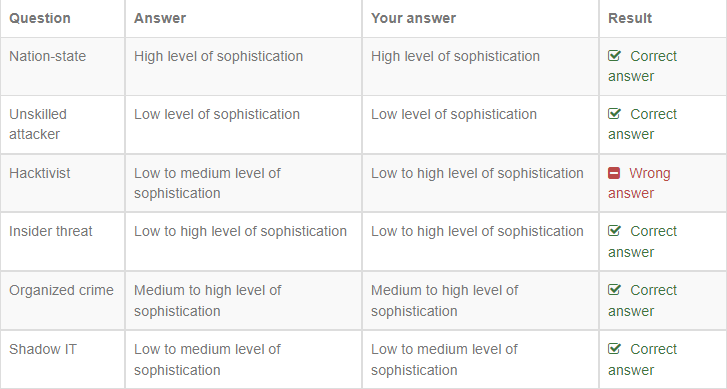 Question Answer Your answer Result
Nation-state High level of sophistication High level of sophistication Correct
answer
Unskilled Low level of sophistication Low level of sophistication Correct
attacker answer
Hacktivist Low to medium level of Low to high level of sophistication Wrong
sophistication answer
Insider threat Low to high level of sophistication Low to high level of sophistication Correct
answer
Organized crime Medium to high level of Medium to high level of Correct
sophistication sophistication answer
Shadow IT Low to medium level of Low to medium level of Correct
sophistication sophistication answer